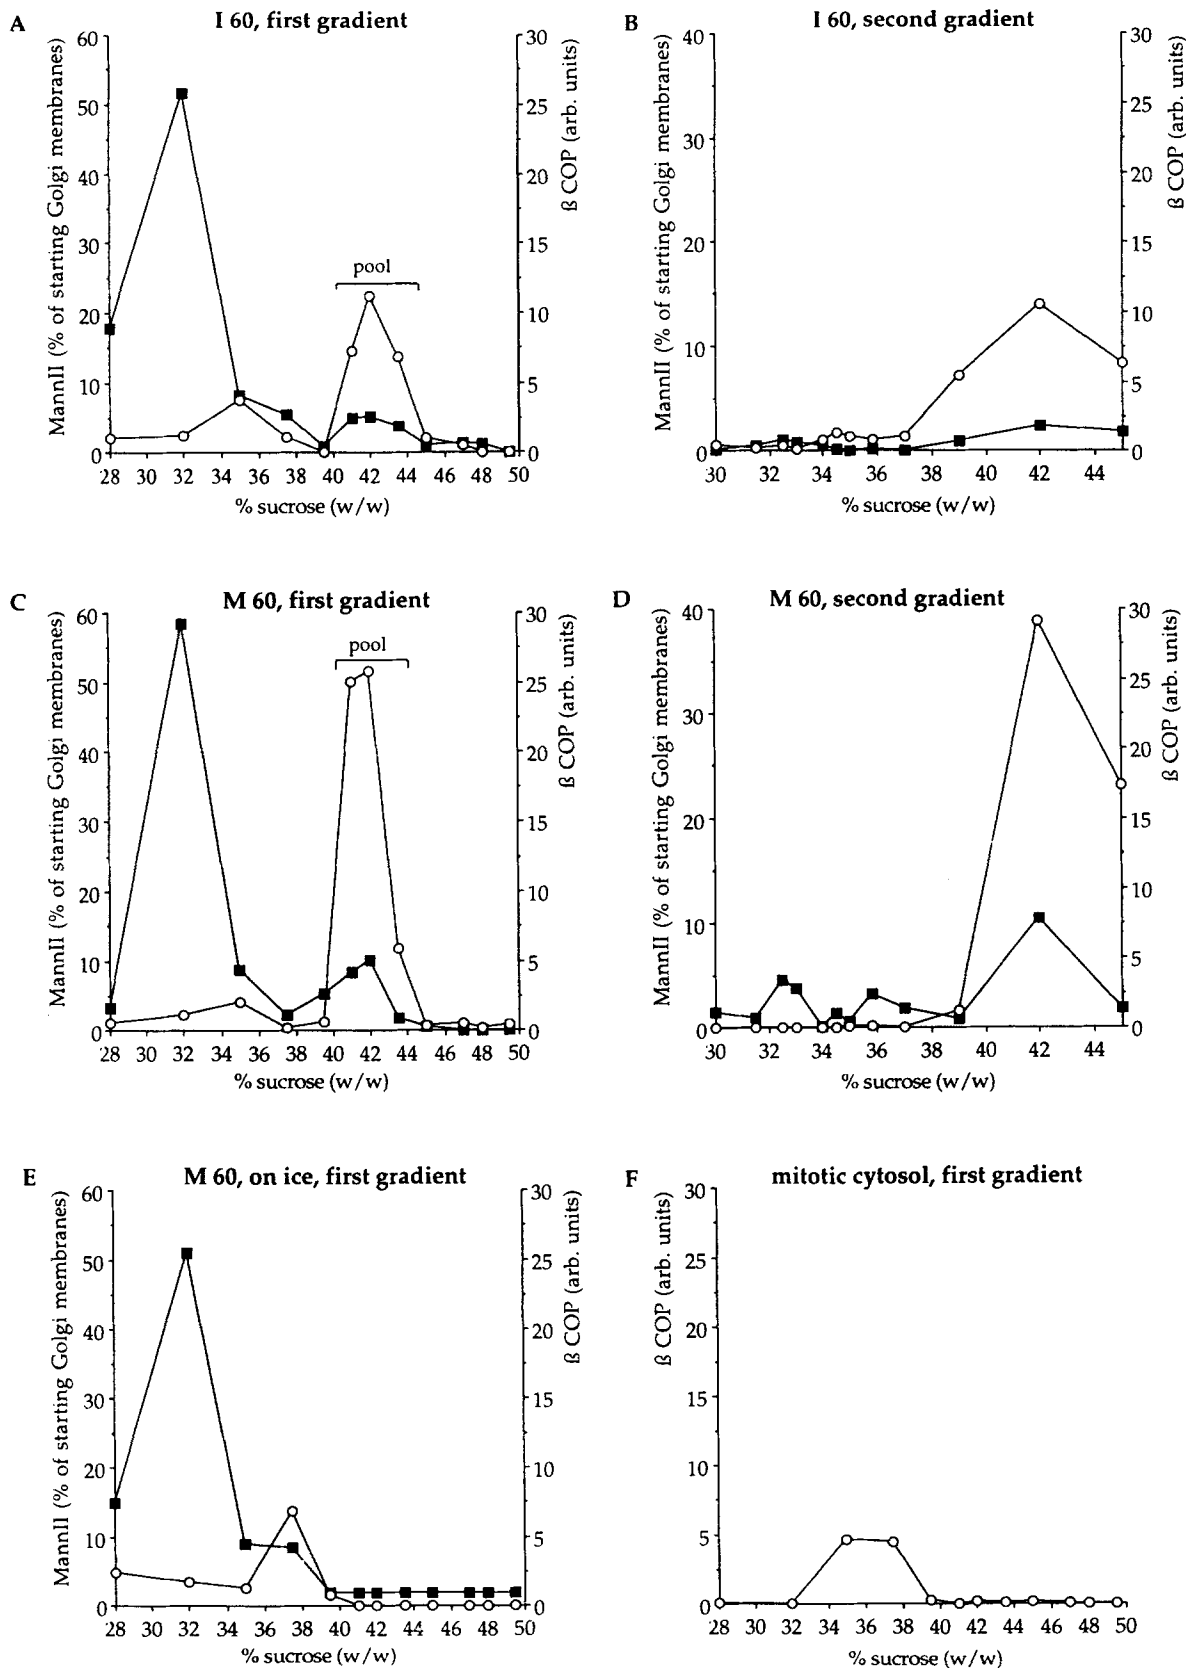 A
I 60, first gradient
MannII (% of starting Golgi membranes)
60
50
40
30
20
10
0
pool
ß COP (arb. units)
30
25
20
15
10
5
0
28 30 32 34 36 38 40 42 44 46 48 50
% sucrose (w/w)
B
I 60, second gradient
MannII (% of starting Golgi membranes)
40
30
20
10
0
ß COP (arb. units)
30
25
20
15
10
5
0
30 32 34 36 38 40 42 44
% sucrose (w/w)
C
M 60, first gradient
MannII (% of starting Golgi membranes)
60
50
40
30
20
10
0
pool
ß COP (arb. units)
30
25
20
15
10
5
0
28 30 32 34 36 38 40 42 44 46 48 50
% sucrose (w/w)
D
M 60, second gradient
MannII (% of starting Golgi membranes)
40
30
20
10
0
ß COP (arb. units)
30
25
20
15
10
5
0
30 32 34 36 38 40 42 44
% sucrose (w/w)
E
M 60, on ice, first gradient
MannII (% of starting Golgi membranes)
60
50
40
30
20
10
0
ß COP (arb. units)
30
25
20
15
10
5
0
28 30 32 34 36 38 40 42 44 46 48 50
% sucrose (w/w)
F
mitotic cytosol, first gradient
ß COP (arb. units)
30
25
20
15
10
5
0
28 30 32 34 36 38 40 42 44 46 48 50
% sucrose (w/w)